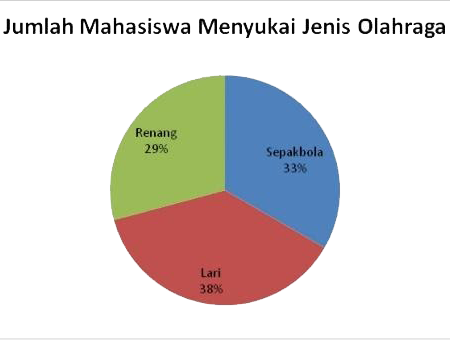 Jumlah Mahasiswa Menyukai Jenis Olahraga
Renang
29%
Sepakbola
33%
Lari
38%